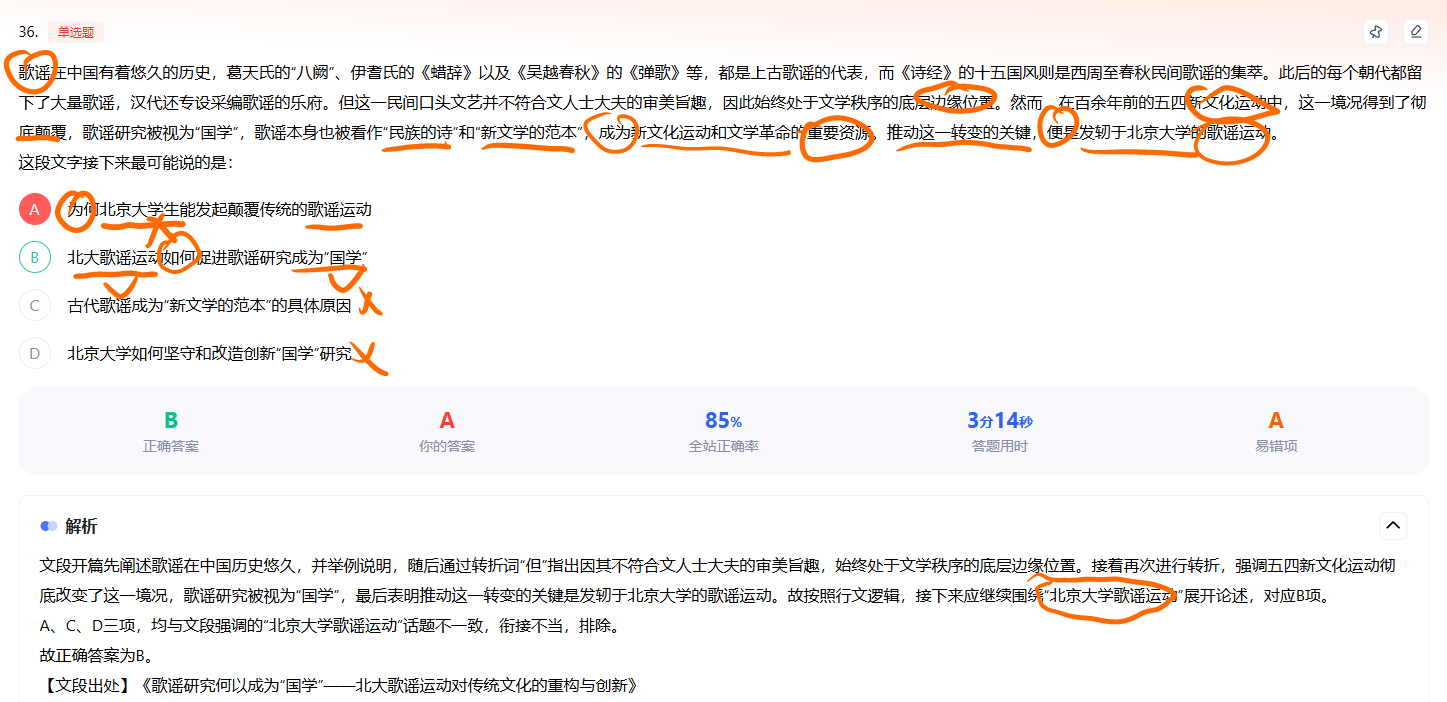 36. 单选题
歌谣在中国有着悠久的历史，葛天氏的“八阙”、伊耆氏的《蜡辞》以及《吴越春秋》的《弹歌》等，都是上古歌谣的代表，而《诗经》的十五国风则是西周至春秋民间歌谣的集萃。此后的每个朝代都留
下了大量歌谣，汉代还专设采编歌谣的乐府。但这一民间口头文艺并不符合文人士大夫的审美旨趣，因此始终处于文学秩序的底层边缘位置。然而，在百余年前的五四新文化运动中，这一境况得到了彻
底颠覆，歌谣研究被视为“国学”，歌谣本身也被看作“民族的诗”和“新文学的范本”，成为新文化运动和文学革命的重要资源。推动这一转变的关键，便是发轫于北京大学的歌谣运动。
这段文字接下来最可能说的是：
A 为何北京大学生能发起颠覆传统的歌谣运动
B 北大歌谣运动如何促进歌谣研究成为“国学”
C 古代歌谣成为“新文学的范本”的具体原因
D 北京大学如何坚守和改造创新“国学”研究
B A 85% 3分14秒 A
正确答案 你的答案 全站正确率 答题用时 易错项
解析
文段开篇先阐述歌谣在中国历史悠久，并举例说明，随后通过转折词“但”指出因其不符合文人士大夫的审美旨趣，始终处于文学秩序的底层边缘位置。接着再次进行转折，强调五四新文化运动彻
底改变了这一境况，歌谣研究被视为“国学”，最后表明推动这一转变的关键是发轫于北京大学的歌谣运动。故按照行文逻辑，接下来应继续围绕“北京大学歌谣运动”展开论述，对应B项。
A、C、D三项，均与文段强调的“北京大学歌谣运动”话题不一致，衔接不当，排除。
故正确答案为B。
【文段出处】《歌谣研究何以成为“国学”——北大歌谣运动对传统文化的重构与创新》